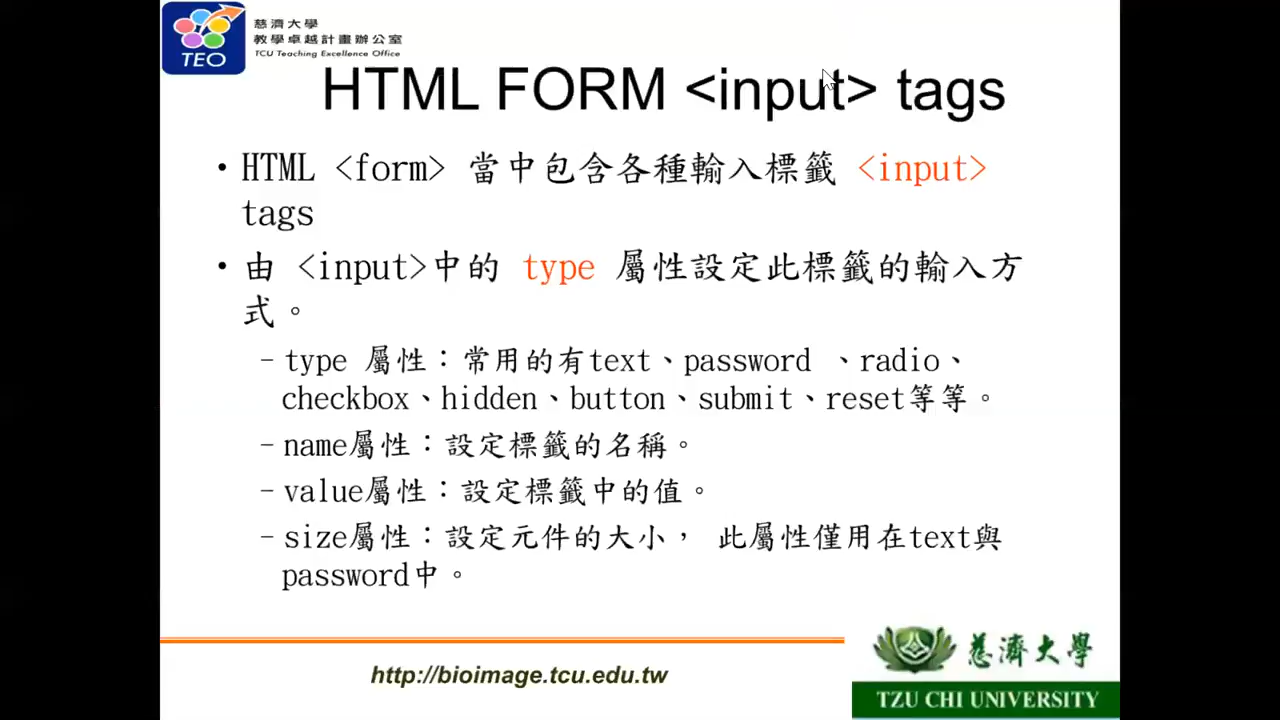 慈濟大學
教學卓越計畫辦公室
TCU Teaching Excellence Office
TEO
HTML FORM <input> tags
• HTML <form> 當中包含各種輸入標籤 <input>
tags
• 由 <input>中的 type 屬性設定此標籤的輸入方
式。
– type 屬性：常用的有text、password 、radio、
checkbox、hidden、button、submit、reset等等。
– name屬性：設定標籤的名稱。
– value屬性：設定標籤中的值。
– size屬性：設定元件的大小， 此屬性僅用在text與
password中。
http://bioimage.tcu.edu.tw
慈濟大學
TZU CHI UNIVERSITY